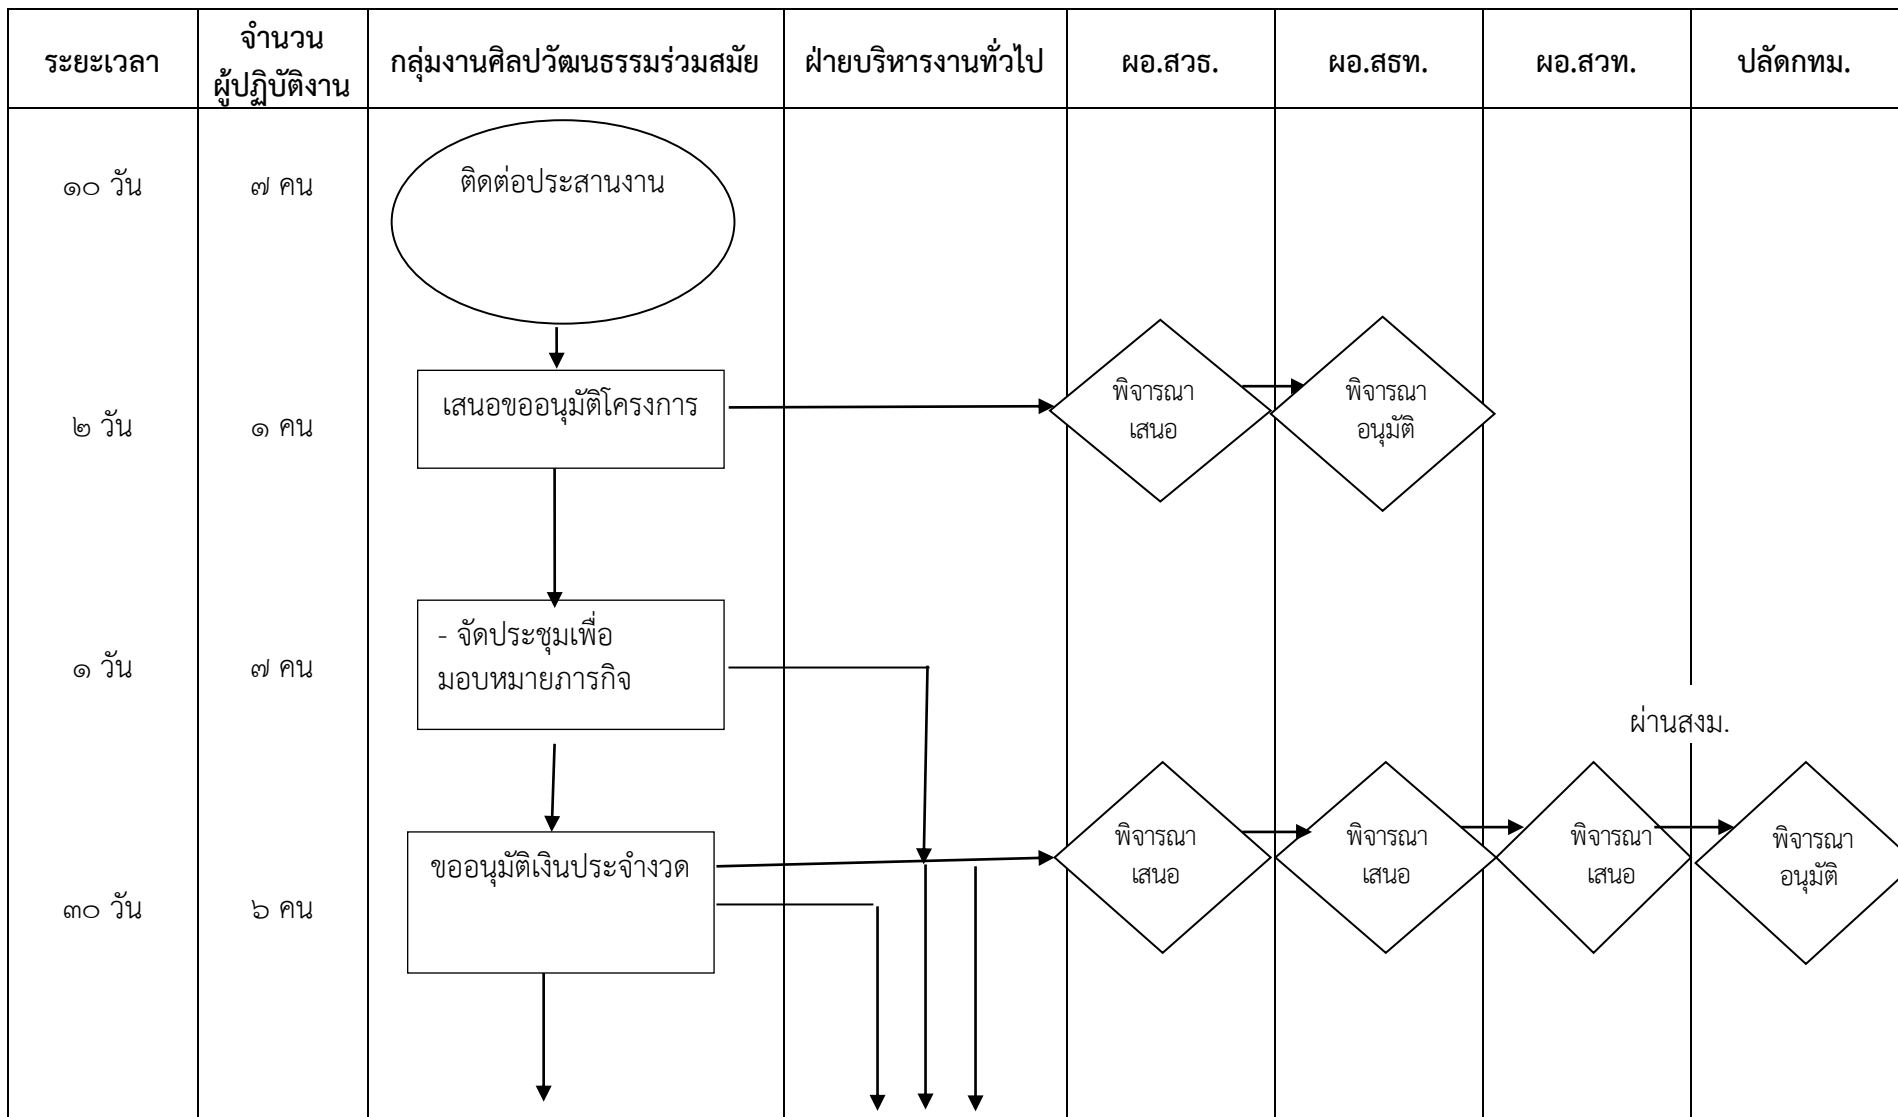 ระยะเวลา
จำนวน
ผู้ปฏิบัติงาน
กลุ่มงานศิลปวัฒนธรรมร่วมสมัย
ฝ่ายบริหารงานทั่วไป
ผอ.สวธ.
ผอ.สธท.
ผอ.สวท.
ปลัดกทม.
๑๐ วัน
๗ คน
ติดต่อประสานงาน
๒ วัน
๑ คน
เสนอขออนุมัติโครงการ
พิจารณา
เสนอ
พิจารณา
อนุมัติ
๑ วัน
๗ คน
- จัดประชุมเพื่อ
มอบหมายภารกิจ
ผ่านสงม.
๓๐ วัน
๖ คน
ขออนุมัติเงินประจำงวด
พิจารณา
เสนอ
พิจารณา
เสนอ
พิจารณา
เสนอ
พิจารณา
อนุมัติ